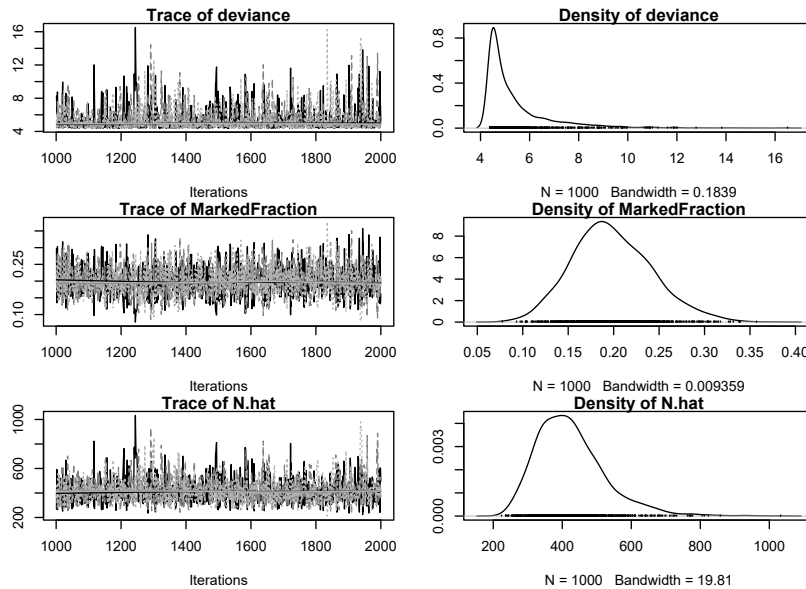 Trace of deviance
4 8 12 16
1000 1200 1400 1600 1800 2000
Iterations
Density of deviance
0.0 0.4 0.8
4 6 8 10 12 14 16
N = 1000 Bandwidth = 0.1839
Trace of MarkedFraction
0.10 0.25
1000 1200 1400 1600 1800 2000
Iterations
Density of MarkedFraction
0 2 4 6 8
0.05 0.10 0.15 0.20 0.25 0.30 0.35 0.40
N = 1000 Bandwidth = 0.009359
Trace of N.hat
200 600 1000
1000 1200 1400 1600 1800 2000
Iterations
Density of N.hat
0.000 0.003
200 400 600 800 1000
N = 1000 Bandwidth = 19.81